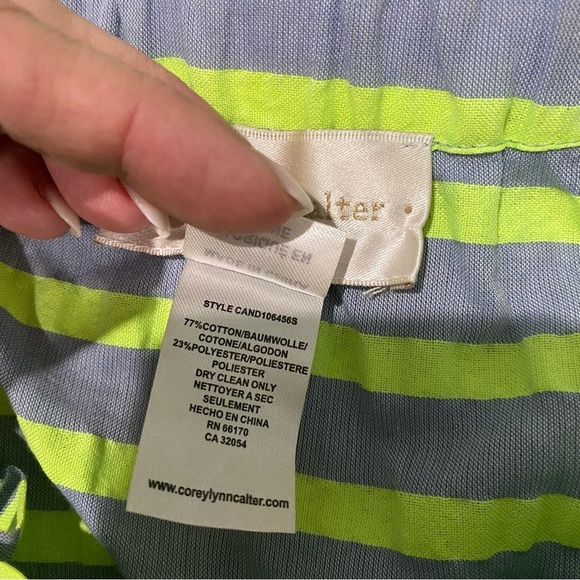 alter
STYLE CAND106456S
77%COTTON/BAUMWOLLE/
COTONE/ALGODON
23%POLYESTER/POLIESTERE
POLIESTER
DRY CLEAN ONLY
NETTOYER A SEC
SEULEMENT
HECHO EN CHINA
RN 66170
CA 32054
www.coreylynncalter.com